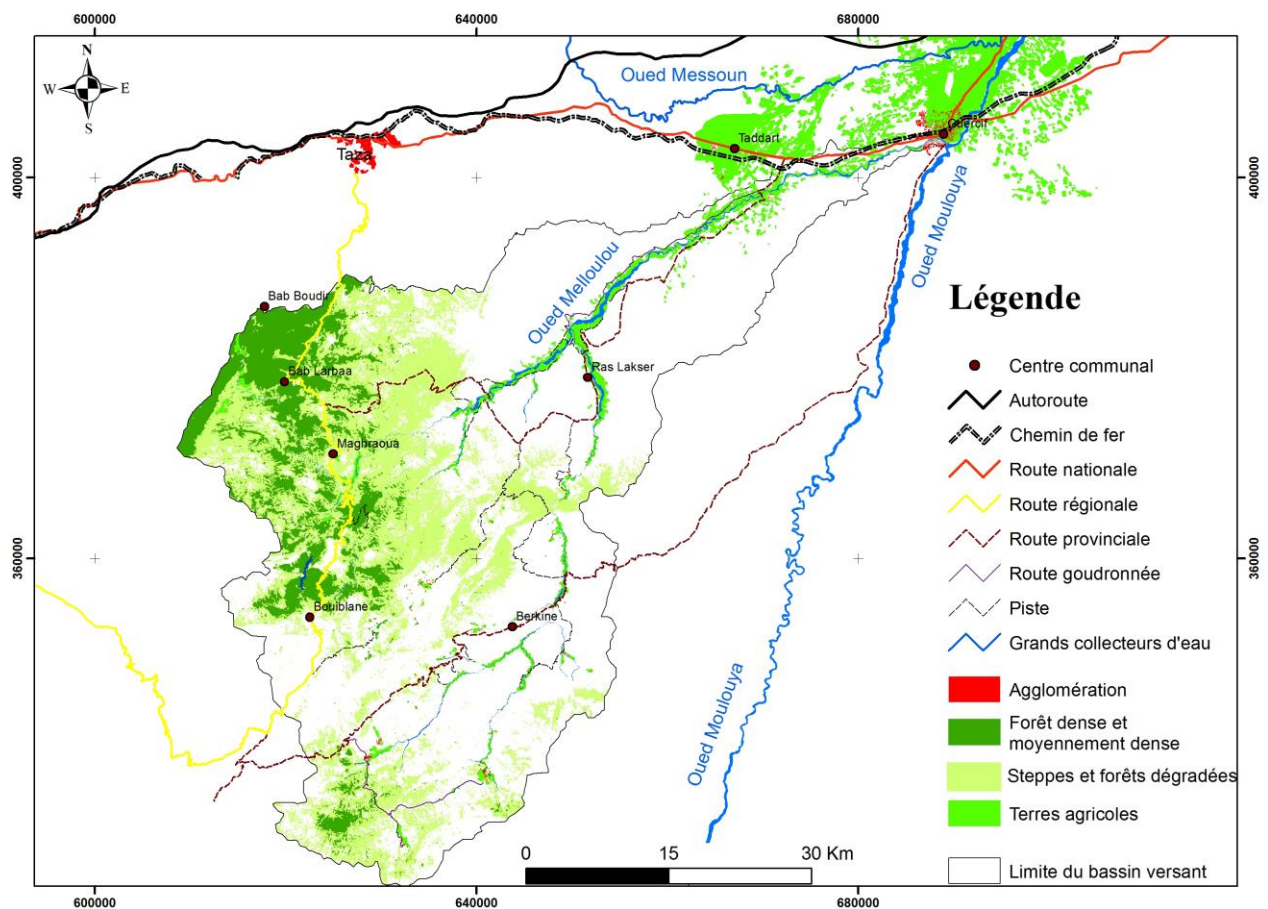 600000
640000
680000
N
W
E
S
Oued Messoun
Taddart
Taza
400000
400000
Oued Moulouya
Oued Melloulou
Bab Boudir
Bab Larbaa
Ras Lakser
Maghraoua
360000
360000
Bouiblane
Berkine
Oued Moulouya
Légende
Centre communal
Autoroute
Chemin de fer
Route nationale
Route régionale
Route provinciale
Route goudronnée
Piste
Grands collecteurs d'eau
Agglomération
Forêt dense et
moyennement dense
Steppes et forêts dégradées
Terres agricoles
Limite du bassin versant
0
15
30 Km
600000
640000
680000